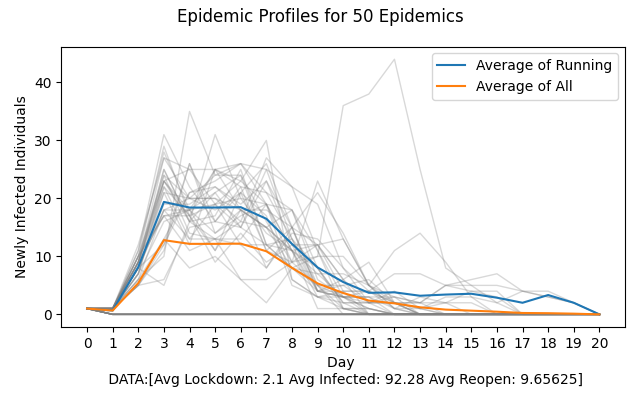 Epidemic Profiles for 50 Epidemics
Newly Infected Individuals
40
30
20
10
0
Average of Running
Average of All
0 1 2 3 4 5 6 7 8 9 10 11 12 13 14 15 16 17 18 19 20
Day
DATA:[Avg Lockdown: 2.1 Avg Infected: 92.28 Avg Reopen: 9.65625]